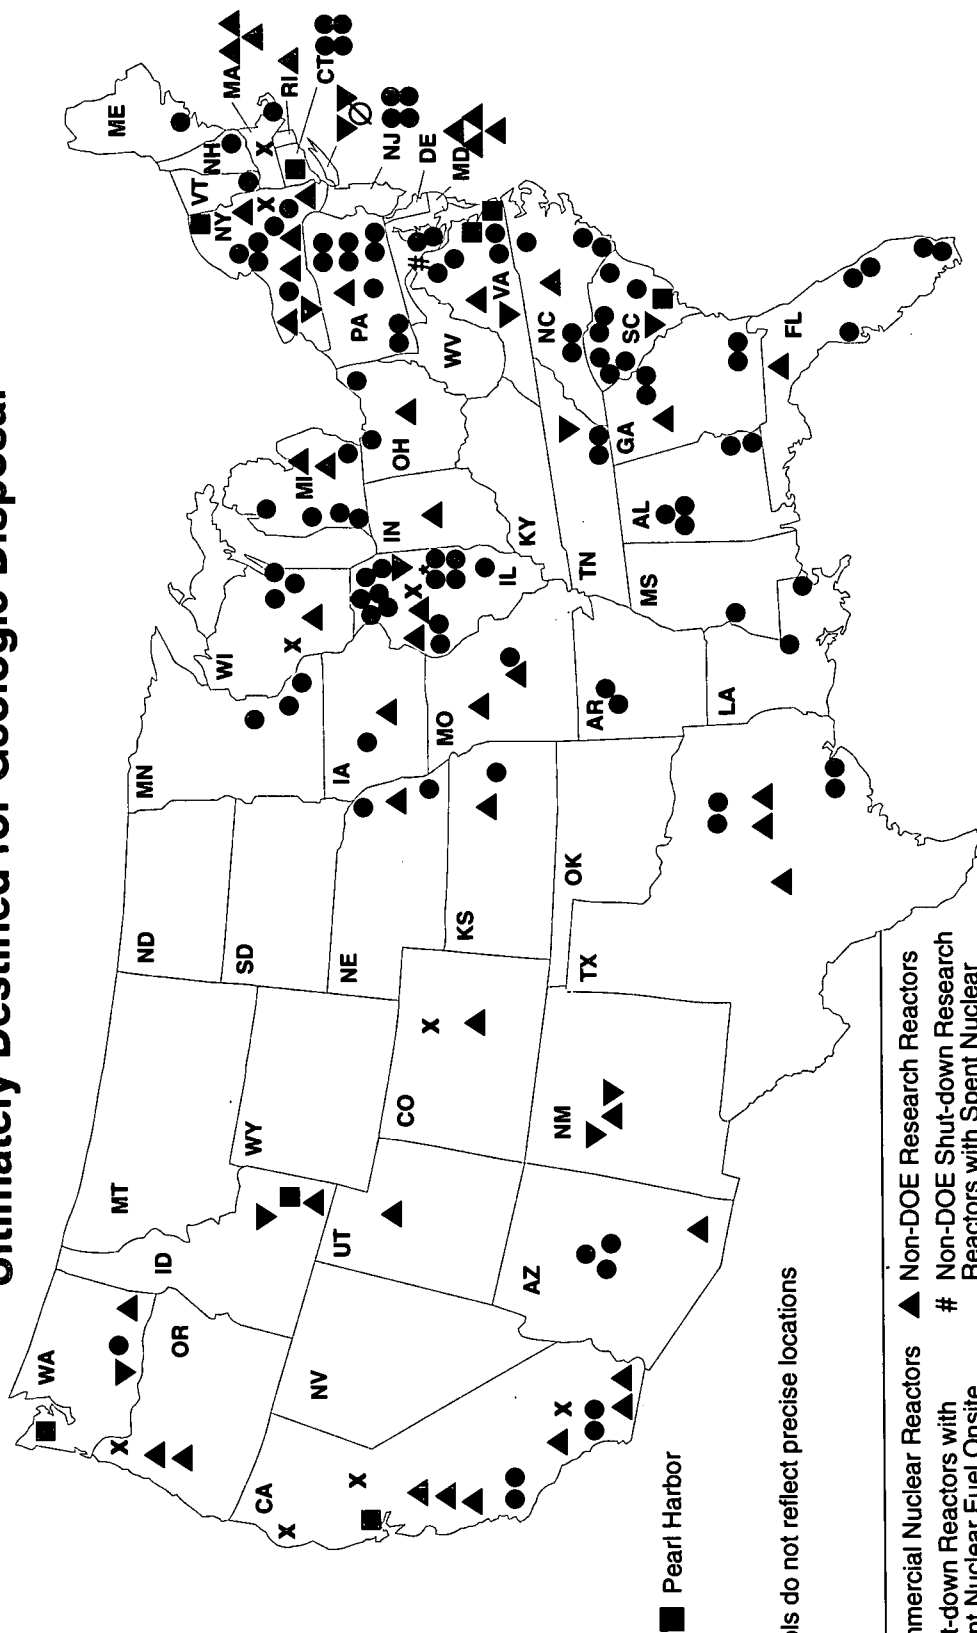 Ultimately Destined for Geologic Disposal
WA
MT
ND
MN
ME
OR
ID
SD
WI
VT
NH
MA
NY
RI
CT
WY
MI
CA
NV
UT
NE
IA
PA
NJ
DE
MD
CO
IL
IN
OH
WV
VA
KS
MO
KY
NC
AZ
NM
OK
AR
TN
SC
TX
LA
MS
AL
GA
FL
Pearl Harbor
ols do not reflect precise locations
mmercial Nuclear Reactors
t-down Reactors with
nt Nuclear Fuel Onsite
Non-DOE Research Reactors
# Non-DOE Shut-down Research
Reactors with Spent Nuclear